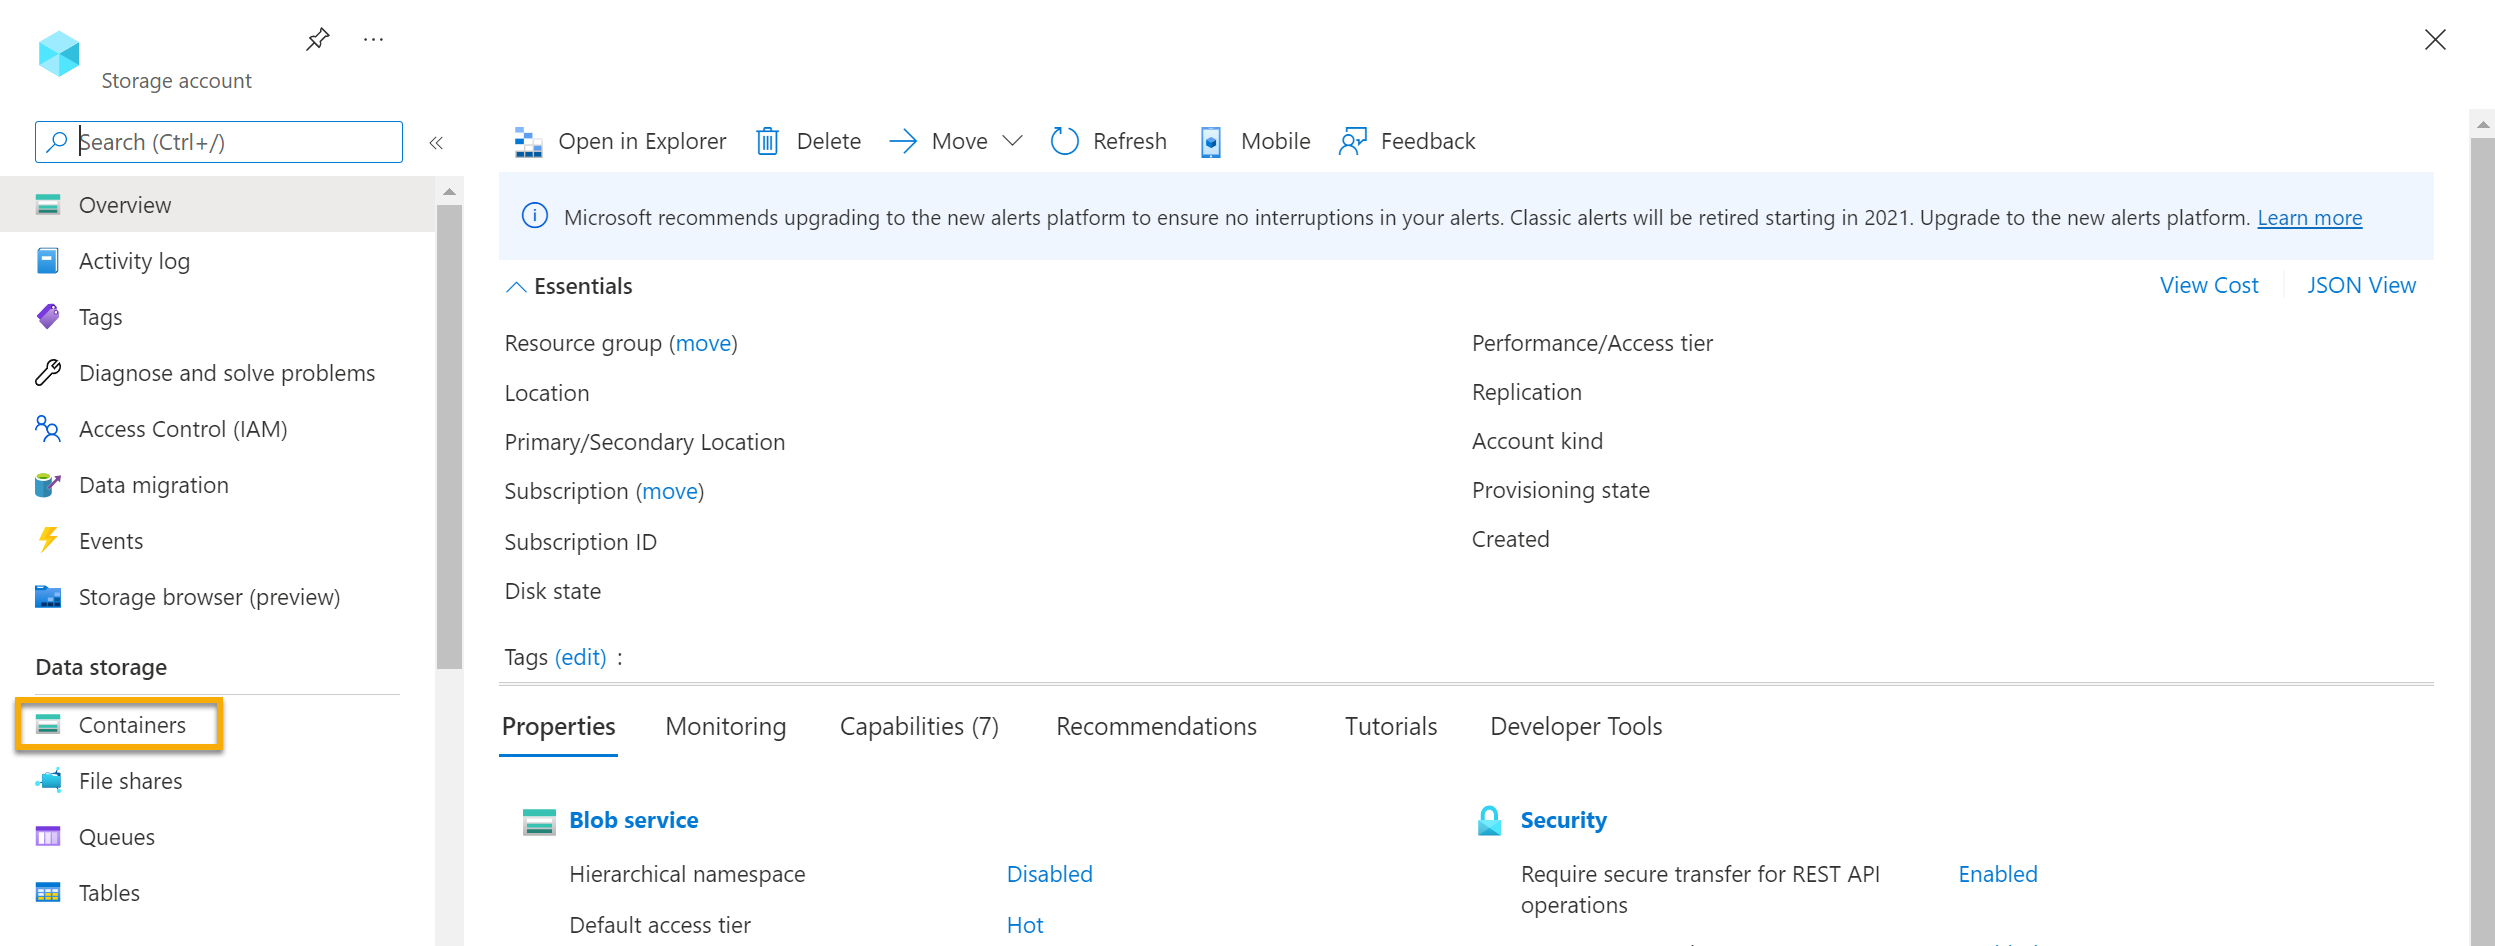 Storage account
Search (Ctrl+/)
Overview
Activity log
Tags
Diagnose and solve problems
Access Control (IAM)
Data migration
Events
Storage browser (preview)
Data storage
Containers
File shares
Queues
Tables
Open in Explorer Delete Move Refresh Mobile Feedback
Microsoft recommends upgrading to the new alerts platform to ensure no interruptions in your alerts. Classic alerts will be retired starting in 2021. Upgrade to the new alerts platform. Learn more
Essentials
View Cost JSON View
Resource group (move)
Location
Primary/Secondary Location
Subscription (move)
Subscription ID
Disk state
Performance/Access tier
Replication
Account kind
Provisioning state
Created
Tags (edit) :
Properties Monitoring Capabilities (7) Recommendations Tutorials Developer Tools
Blob service
Hierarchical namespace Disabled
Default access tier Hot
Security
Require secure transfer for REST API Enabled
operations